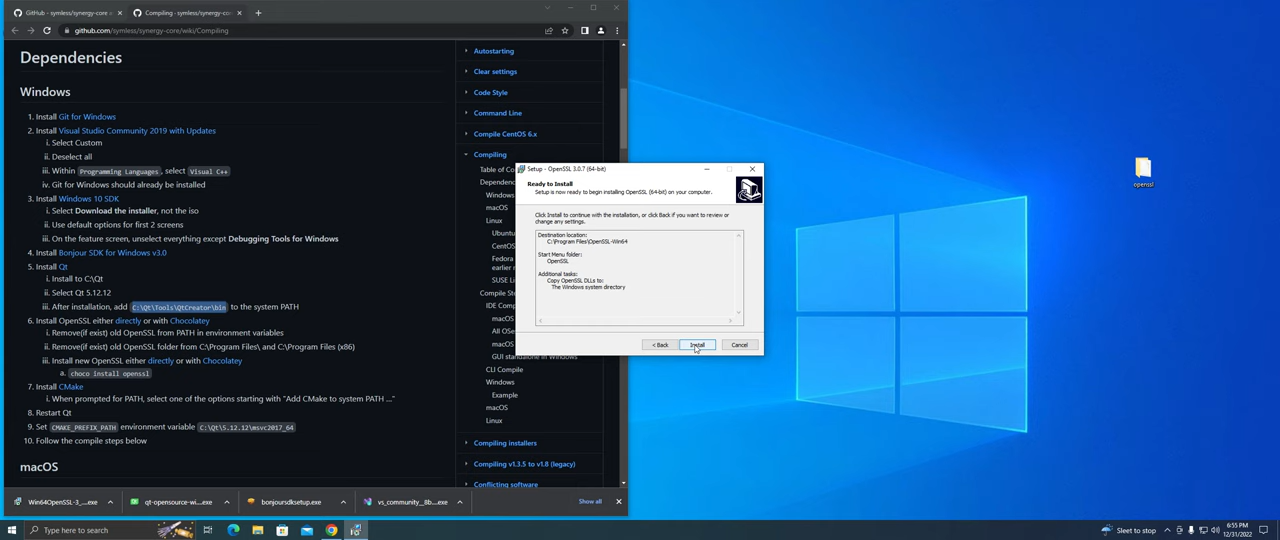 GitHub - symless/synergy-core
Compiling - symless/synergy-core
github.com/symless/synergy-core/wiki/Compiling
Dependencies
Windows
1. Install Git for Windows
2. Install Visual Studio Community 2019 with Updates
i. Select Custom
ii. Deselect all
iii. Within Programming Languages, select Visual C++
iv. Git for Windows should already be installed
3. Install Windows 10 SDK
i. Select Download the installer, not the iso
ii. Use default options for first 2 screens
iii. On the feature screen, unselect everything except Debugging Tools for Windows
4. Install Bonjour SDK for Windows v3.0
5. Install Qt
i. Install to C:\Qt
ii. Select Qt 5.12.12
iii. After installation, add C:\Qt\Tools\QtCreator\bin to the system PATH
6. Install OpenSSL either directly or with Chocolatey
i. Remove(if exist) old OpenSSL from PATH in environment variables
ii. Remove(if exist) old OpenSSL folder from C:\Program Files\ and C:\Program Files (x86)
iii. Install new OpenSSL either directly or with Chocolatey
a. choco install openssl
7. Install CMake
i. When prompted for PATH, select one of the options starting with "Add CMake to system PATH ..."
8. Restart Qt
9. Set CMAKE_PREFIX_PATH environment variable C:\Qt\5.12.12\msvc2017_64
10. Follow the compile steps below
macOS
Autostarting
Clear settings
Code Style
Command Line
Compile CentOS 6.x
Compiling
Table of Co
Dependenc
Windows
macOS
Linux
Ubuntu
CentOS
Fedora
earlier
SUSE Li
Compile St
IDE Comp
macOS
All OSe
macOS
GUI standalone in Windows
CLI Compile
Windows
Example
macOS
Linux
Compiling installers
Compiling v1.3.5 to v1.8 (legacy)
Conflicting software
Setup - OpenSSL 3.0.7 (64-bit)
Ready to Install
Setup is now ready to begin installing OpenSSL (64-bit) on your computer.
Click Install to continue with the installation, or click Back if you want to review or
change any settings.
Destination location:
C:\Program Files\OpenSSL-Win64
Start Menu folder:
OpenSSL
Additional tasks:
Copy OpenSSL DLLs to:
The Windows system directory
< Back
Install
Cancel
openssl
Win64OpenSSL-3_....exe
qt-opensource-wi....exe
bonjoursdksetup.exe
vs_community__8b....exe
Show all
Type here to search
Sleet to stop
6:55 PM
12/31/2022